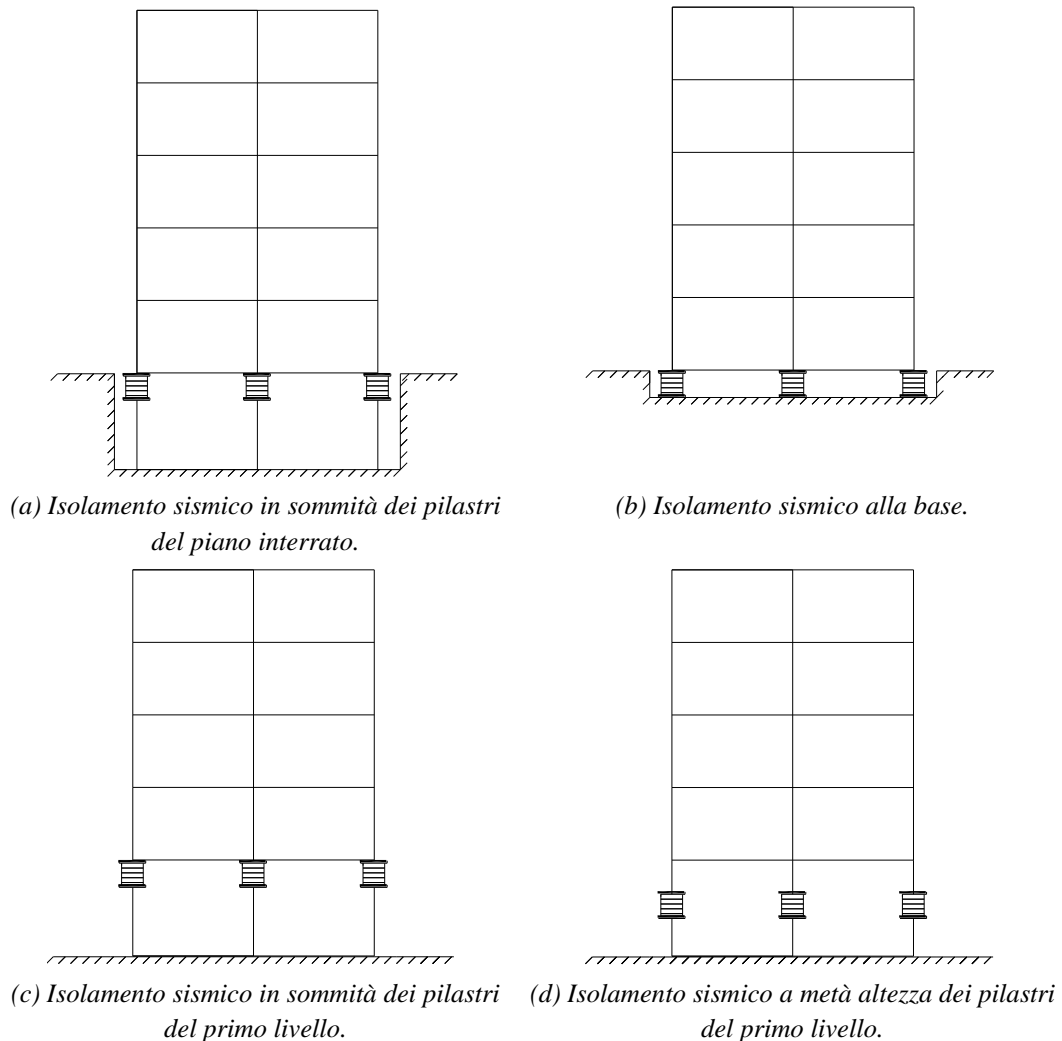 (a) Isolamento sismico in sommità dei pilastri
del piano interrato.
(b) Isolamento sismico alla base.
(c) Isolamento sismico in sommità dei pilastri
del primo livello.
(d) Isolamento sismico a metà altezza dei pilastri
del primo livello.